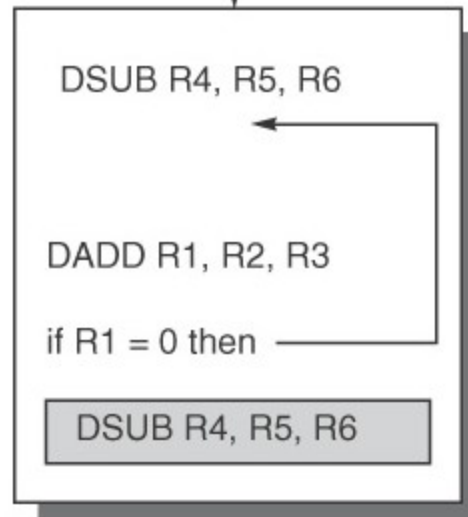 DSUB R4, R5, R6
DADD R1, R2, R3
if R1 = 0 then
DSUB R4, R5, R6